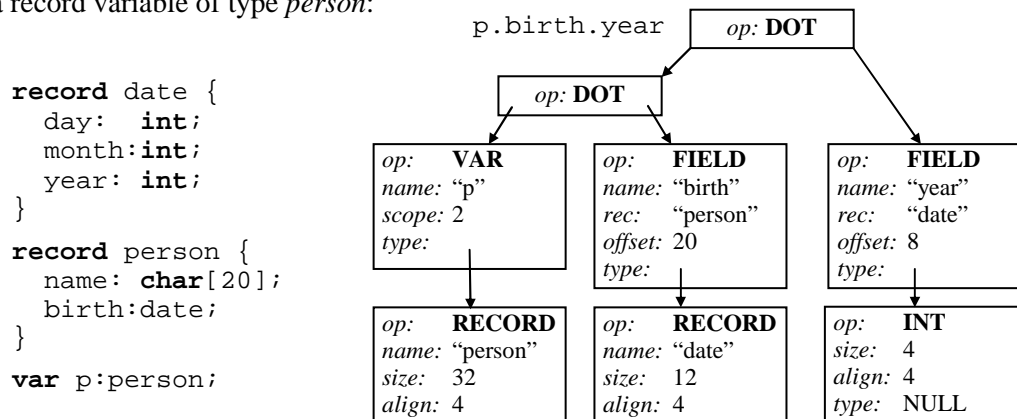 a record variable of type person:
record date {
day: int;
month:int;
year: int;
}
record person {
name: char[20];
birth:date;
}
var p:person;
p.birth.year
op: DOT
op: DOT
op: VAR
name: “p”
scope: 2
type:
op: FIELD
name: “birth”
rec: “person”
offset: 20
type:
op: FIELD
name: “year”
rec: “date”
offset: 8
type:
op: RECORD
name: “person”
size: 32
align: 4
op: RECORD
name: “date”
size: 12
align: 4
op: INT
size: 4
align: 4
type: NULL